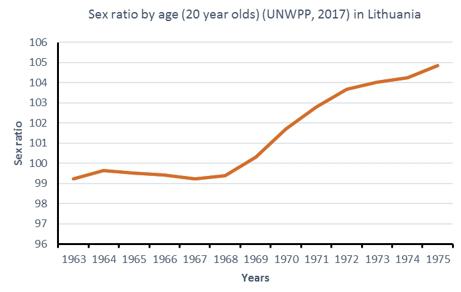 Sex ratio by age (20 year olds) (UNWPP, 2017) in Lithuania
106
105
104
103
102
101
100
99
98
97
96
Sex ratio
1963 1964 1965 1966 1967 1968 1969 1970 1971 1972 1973 1974 1975
Years